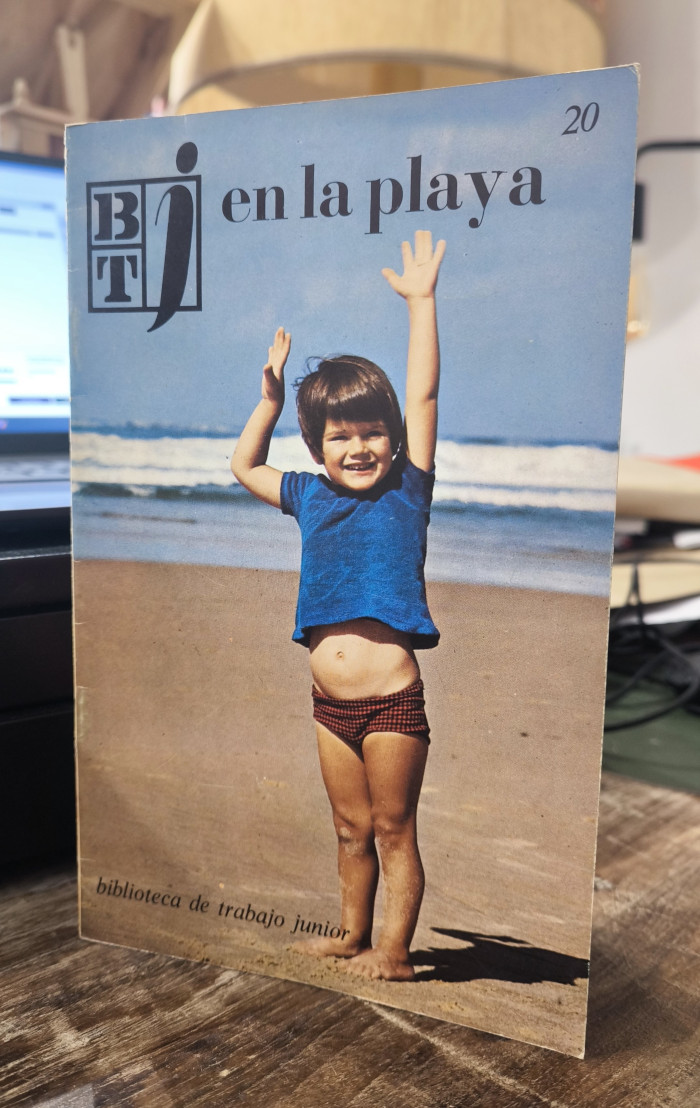 20
BTj
en la playa
biblioteca de trabajo junior